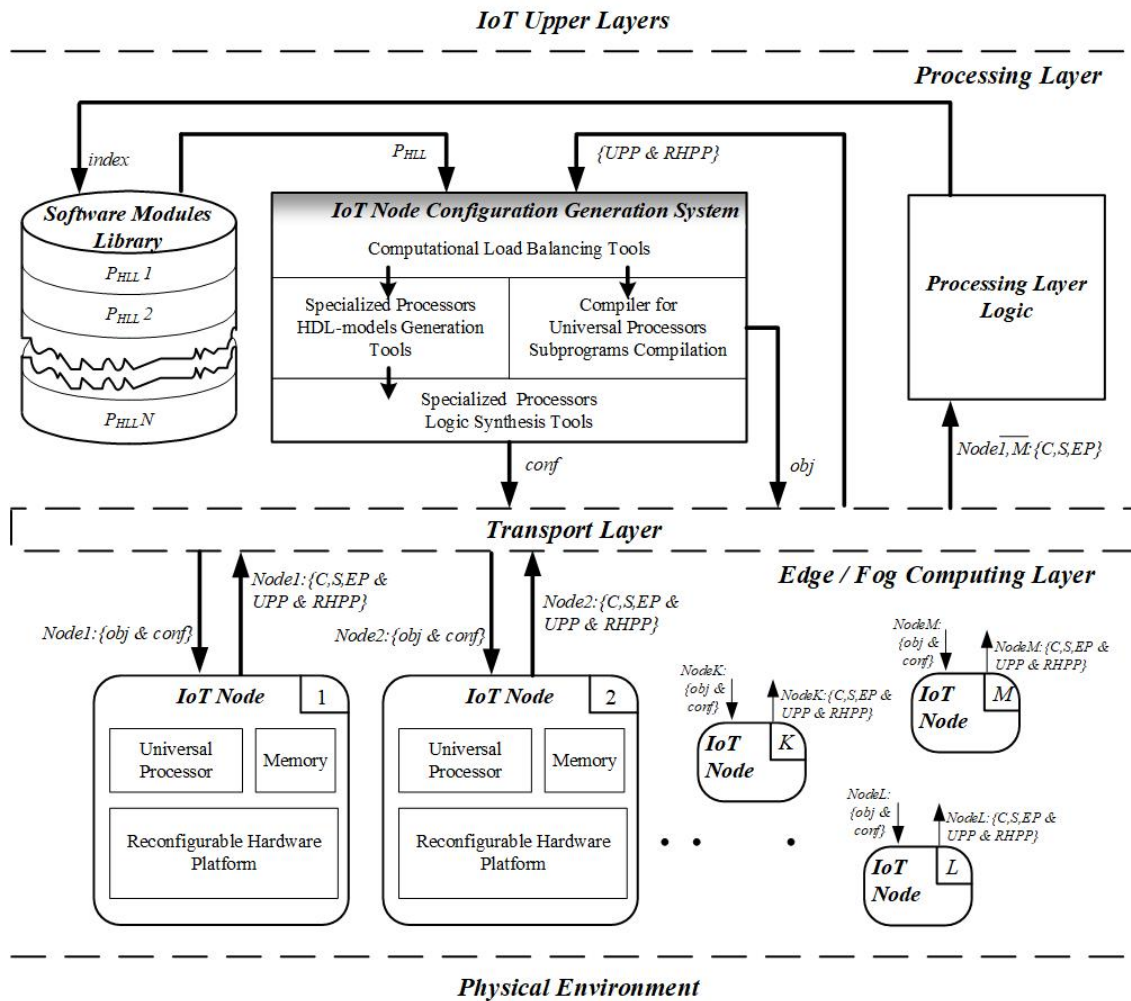 IoT Upper Layers
Processing Layer
index
P_HLL
{UPP & RHPP}
Software Modules
Library
P_HLL 1
P_HLL 2
P_HLL N
IoT Node Configuration Generation System
Computational Load Balancing Tools
Specialized Processors
HDL-models Generation
Tools
Compiler for
Universal Processors
Subprograms Compilation
Specialized Processors
Logic Synthesis Tools
Processing Layer
Logic
conf
obj
Node1,M̅:{C,S,EP}
Transport Layer
Edge / Fog Computing Layer
Node1:{C,S,EP &
UPP & RHPP}
Node1:{obj & conf}
Node2:{C,S,EP &
UPP & RHPP}
Node2:{obj & conf}
IoT Node
1
Universal
Processor
Memory
Reconfigurable Hardware
Platform
IoT Node
2
Universal
Processor
Memory
Reconfigurable Hardware
Platform
NodeK:
{obj &
conf}
NodeK:{C,S,EP &
UPP & RHPP}
IoT
Node
K
NodeM:
{obj &
conf}
NodeM:{C,S,EP &
UPP & RHPP}
IoT
Node
M
NodeL:
{obj &
conf}
NodeL:{C,S,EP &
UPP & RHPP}
IoT
Node
L
Physical Environment